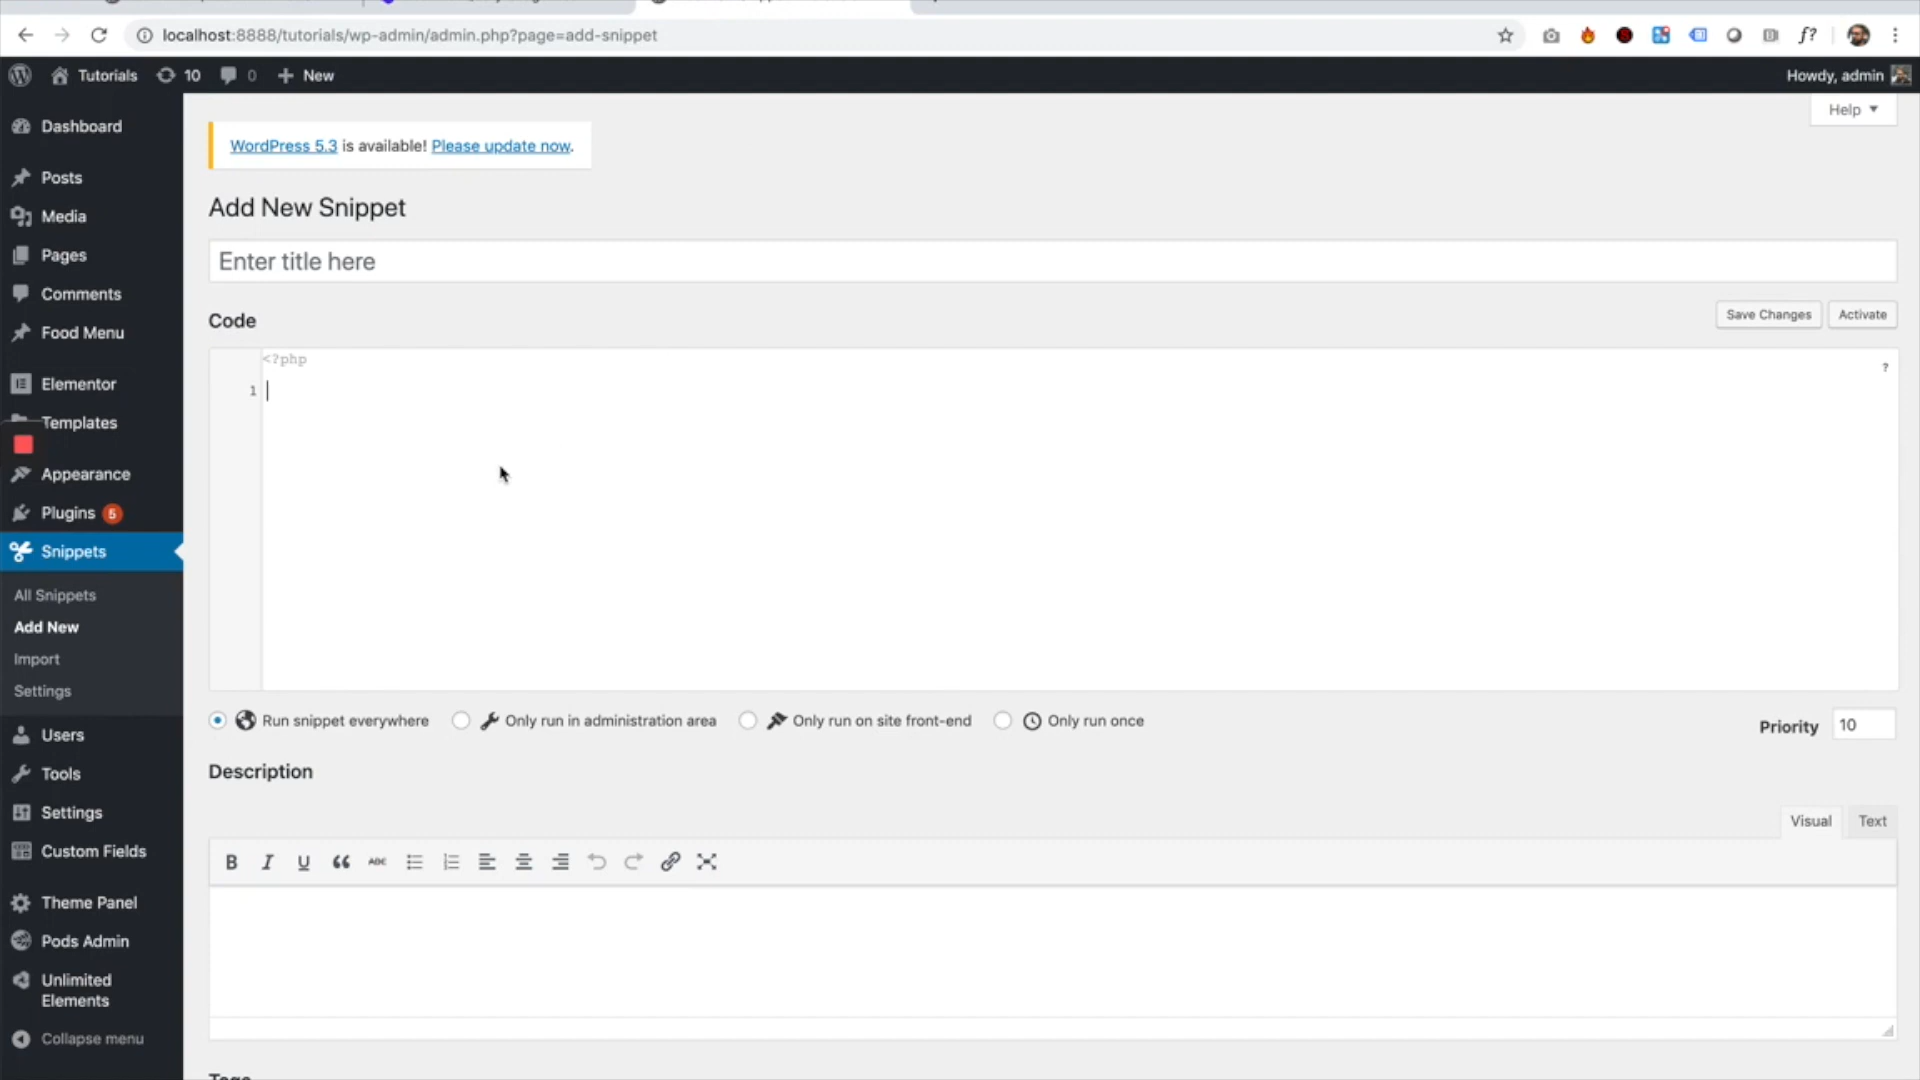 localhost:8888/tutorials/wp-admin/admin.php?page=add-snippet
f?
Tutorials
10
0
New
Howdy, admin
Dashboard
Posts
Media
Pages
Comments
Food Menu
Elementor
Templates
Appearance
Plugins 5
Snippets
All Snippets
Add New
Import
Settings
Users
Tools
Settings
Custom Fields
Theme Panel
Pods Admin
Unlimited
Elements
Collapse menu
Help
WordPress 5.3 is available! Please update now.
Add New Snippet
Enter title here
Code
Save Changes
Activate
<?php
?
1
Run snippet everywhere
Only run in administration area
Only run on site front-end
Only run once
Priority
10
Description
Visual
Text
B I U ABC
Tags